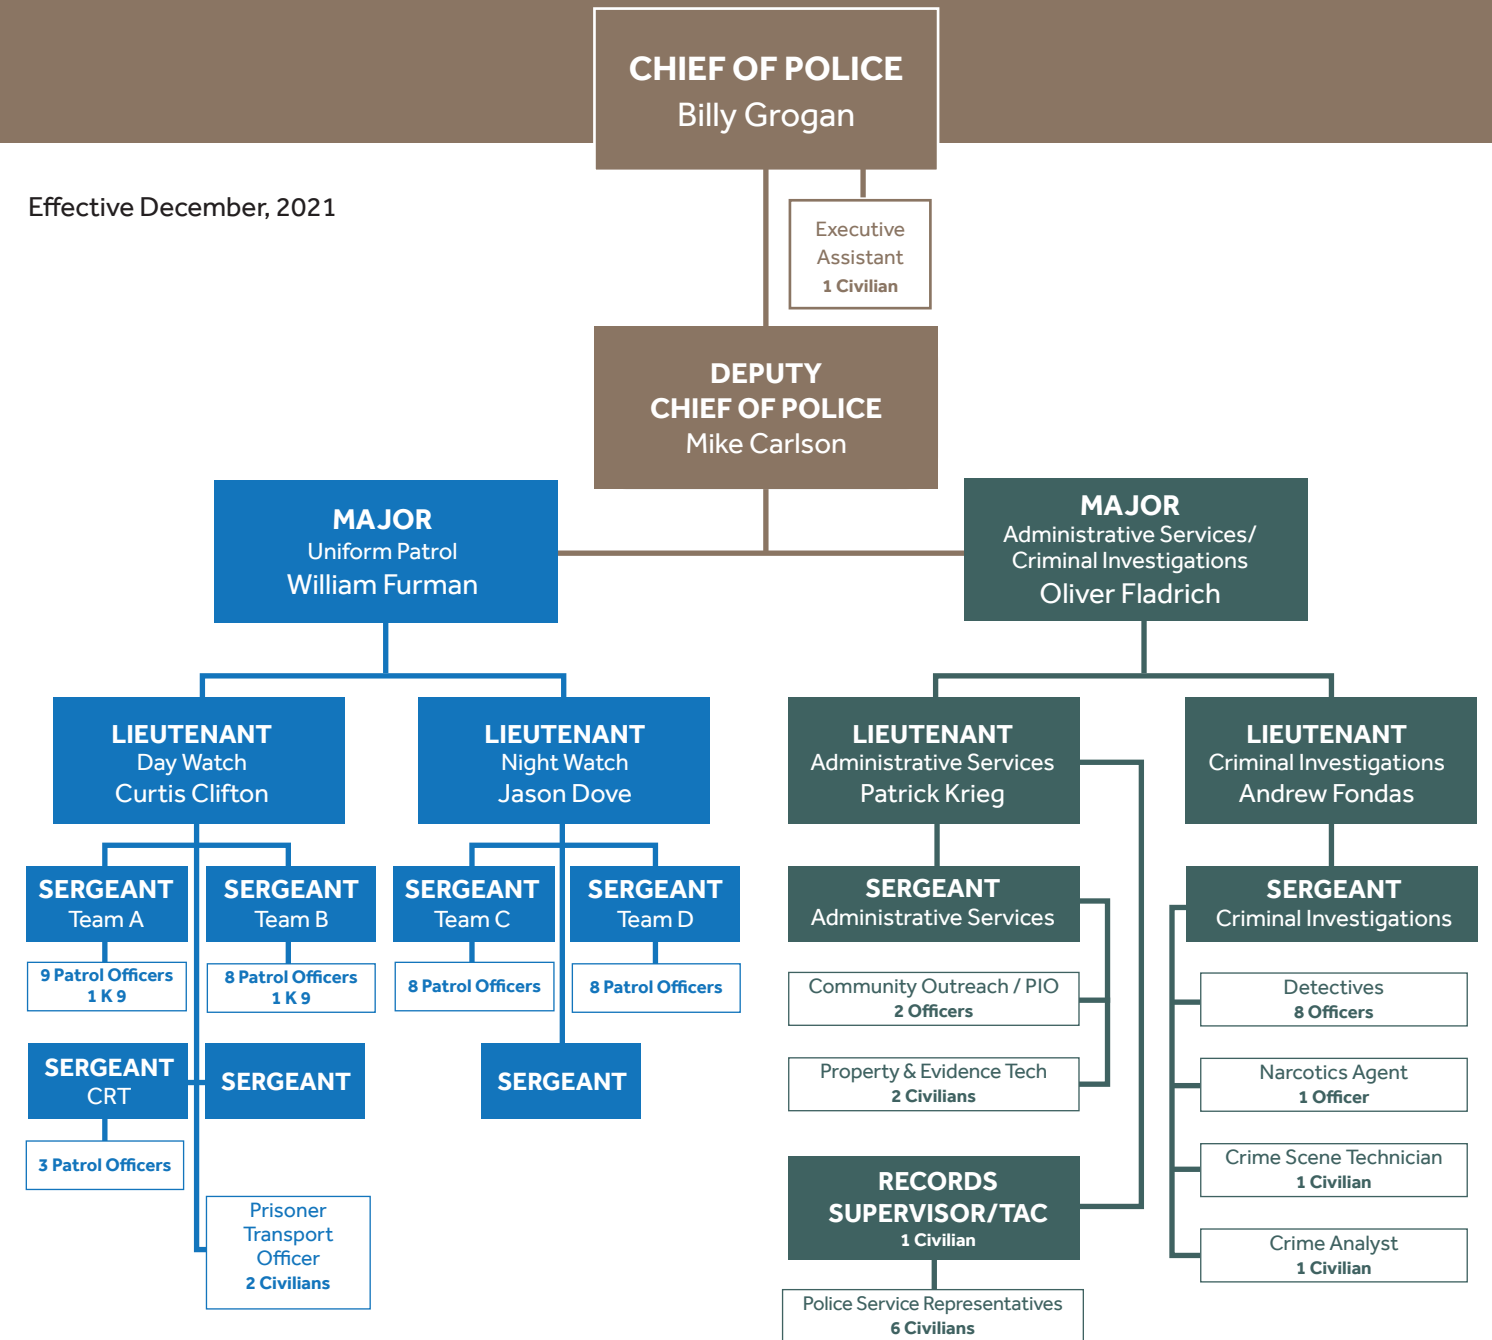 CHIEF OF POLICE
Billy Grogan
Effective December, 2021
Executive
Assistant
1 Civilian
DEPUTY
CHIEF OF POLICE
Mike Carlson
MAJOR
Uniform Patrol
William Furman
MAJOR
Administrative Services/
Criminal Investigations
Oliver Fladrich
LIEUTENANT
Day Watch
Curtis Clifton
LIEUTENANT
Night Watch
Jason Dove
LIEUTENANT
Administrative Services
Patrick Krieg
LIEUTENANT
Criminal Investigations
Andrew Fondas
SERGEANT
Team A
SERGEANT
Team B
SERGEANT
Team C
SERGEANT
Team D
SERGEANT
Administrative Services
SERGEANT
Criminal Investigations
9 Patrol Officers
1 K 9
8 Patrol Officers
1 K 9
8 Patrol Officers
8 Patrol Officers
Community Outreach / PIO
2 Officers
Detectives
8 Officers
SERGEANT
CRT
SERGEANT
SERGEANT
Property & Evidence Tech
2 Civilians
Narcotics Agent
1 Officer
3 Patrol Officers
Crime Scene Technician
1 Civilian
RECORDS
SUPERVISOR/TAC
1 Civilian
Prisoner
Transport
Officer
2 Civilians
Crime Analyst
1 Civilian
Police Service Representatives
6 Civilians